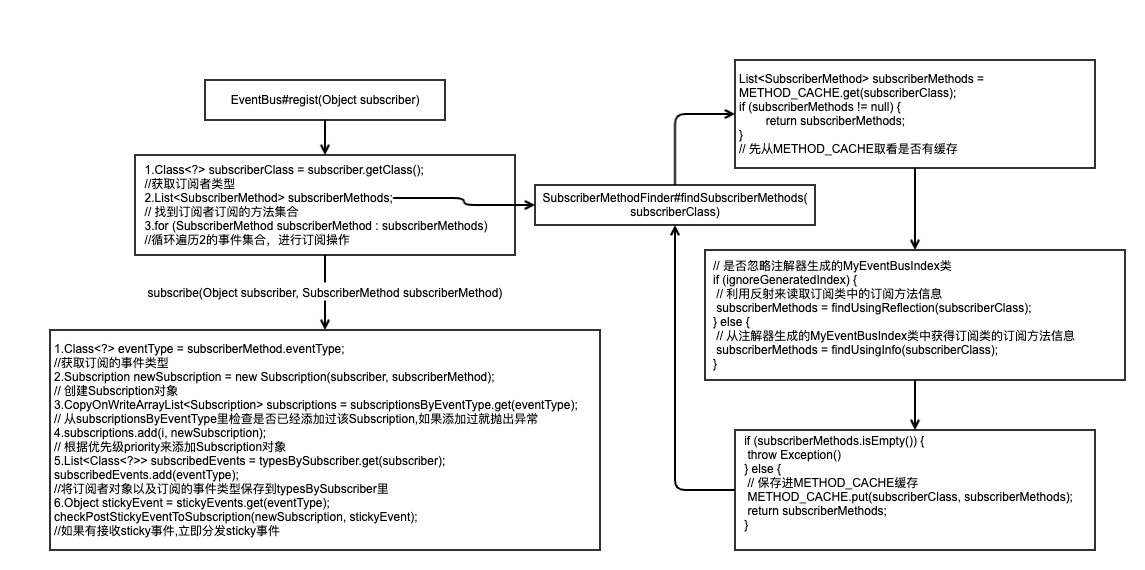 EventBus#regist(Object subscriber)
1.Class<?> subscriberClass = subscriber.getClass();
//获取订阅者类型
2.List<SubscriberMethod> subscriberMethods;
// 找到订阅者订阅的方法集合
3.for (SubscriberMethod subscriberMethod : subscriberMethods)
//循环遍历2的事件集合，进行订阅操作
subscribe(Object subscriber, SubscriberMethod subscriberMethod)
1.Class<?> eventType = subscriberMethod.eventType;
//获取订阅的事件类型
2.Subscription newSubscription = new Subscription(subscriber, subscriberMethod);
// 创建Subscription对象
3.CopyOnWriteArrayList<Subscription> subscriptions = subscriptionsByEventType.get(eventType);
// 从subscriptionsByEventType里检查是否已经添加过该Subscription,如果添加过就抛出异常
4.subscriptions.add(i, newSubscription);
// 根据优先级priority来添加Subscription对象
5.List<Class<?>> subscribedEvents = typesBySubscriber.get(subscriber);
subscribedEvents.add(eventType);
//将订阅者对象以及订阅的事件类型保存到typesBySubscriber里
6.Object stickyEvent = stickyEvents.get(eventType);
checkPostStickyEventToSubscription(newSubscription, stickyEvent);
//如果有接收sticky事件,立即分发sticky事件
SubscriberMethodFinder#findSubscriberMethods(
subscriberClass)
List<SubscriberMethod> subscriberMethods =
METHOD_CACHE.get(subscriberClass);
if (subscriberMethods != null) {
return subscriberMethods;
}
// 先从METHOD_CACHE取看是否有缓存
// 是否忽略注解器生成的MyEventBusIndex类
if (ignoreGeneratedIndex) {
// 利用反射来读取订阅类中的订阅方法信息
subscriberMethods = findUsingReflection(subscriberClass);
} else {
// 从注解器生成的MyEventBusIndex类中获得订阅类的订阅方法信息
subscriberMethods = findUsingInfo(subscriberClass);
}
if (subscriberMethods.isEmpty()) {
throw Exception()
} else {
// 保存进METHOD_CACHE缓存
METHOD_CACHE.put(subscriberClass, subscriberMethods);
return subscriberMethods;
}